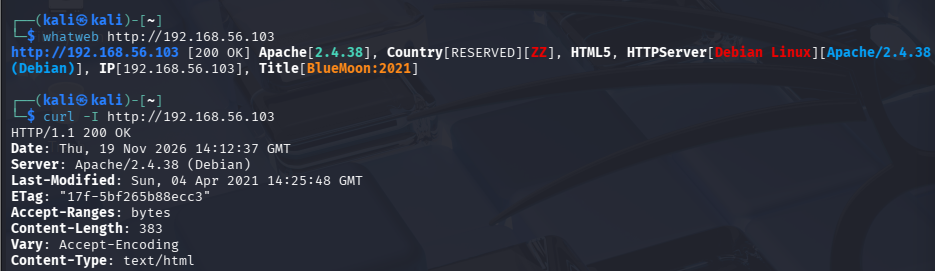 ┌──(kali㉿kali)-[~]
└─$ whatweb http://192.168.56.103
http://192.168.56.103 [200 OK] Apache[2.4.38], Country[RESERVED][ZZ], HTML5, HTTPServer[Debian Linux][Apache/2.4.38
(Debian)], IP[192.168.56.103], Title[BlueMoon:2021]
┌──(kali㉿kali)-[~]
└─$ curl -I http://192.168.56.103
HTTP/1.1 200 OK
Date: Thu, 19 Nov 2026 14:12:37 GMT
Server: Apache/2.4.38 (Debian)
Last-Modified: Sun, 04 Apr 2021 14:25:48 GMT
ETag: "17f-5bf265b88ecc3"
Accept-Ranges: bytes
Content-Length: 383
Vary: Accept-Encoding
Content-Type: text/html